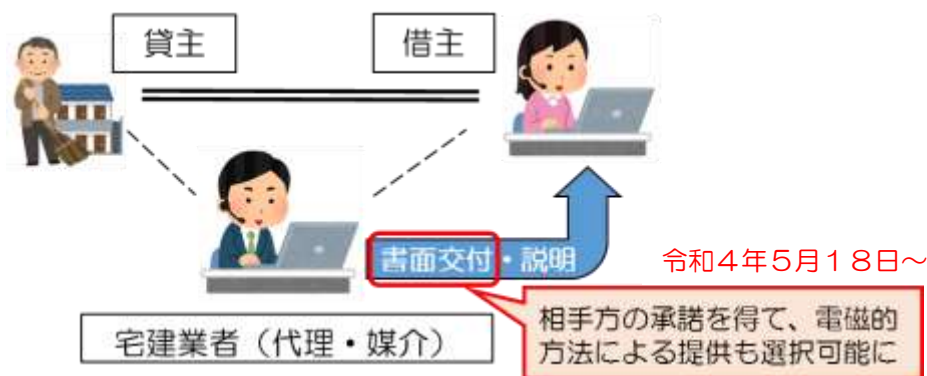 貸主
借主
書面交付・説明
令和４年５月１８日～
相手方の承諾を得て、電磁的
方法による提供も選択可能に
宅建業者（代理・媒介）